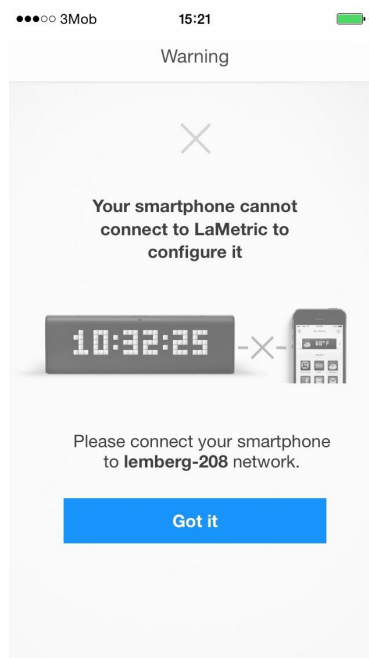 3Mob 15:21
Warning
Your smartphone cannot
connect to LaMetric to
configure it
10:32:25
60°F
Please connect your smartphone
to lemberg-208 network.
Got it